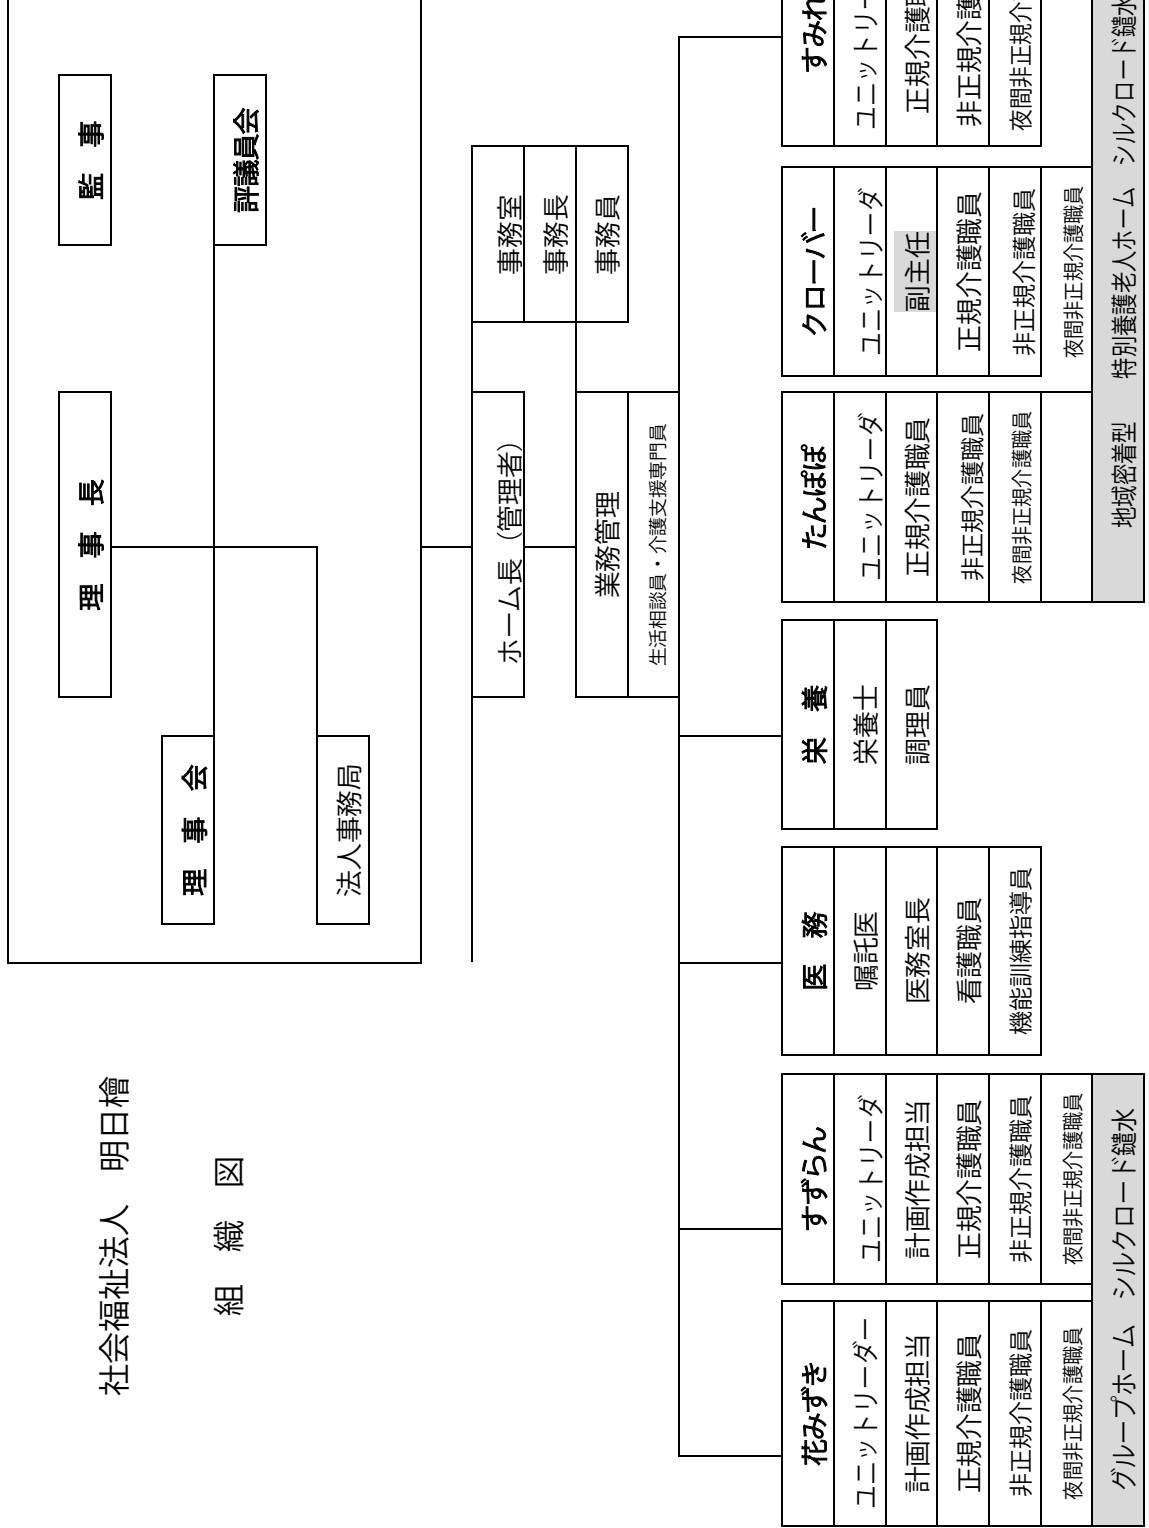 社会福祉法人　明日檜
組　織　図
理　事　長
監　事
理　事　会
評議員会
法人事務局
ホーム長（管理者）
事務室
事務長
事務員
業務管理
生活相談員・介護支援専門員
花みずき
ユニットリーダー
計画作成担当
正規介護職員
非正規介護職員
夜間非正規介護職員
すずらん
ユニットリーダ
計画作成担当
正規介護職員
非正規介護職員
夜間非正規介護職員
グループホーム　シルクロード鑓水
医　務
嘱託医
医務室長
看護職員
機能訓練指導員
栄　養
栄養士
調理員
たんぽぽ
ユニットリーダ
正規介護職員
非正規介護職員
夜間非正規介護職員
クローバー
ユニットリーダ
副主任
正規介護職員
非正規介護職員
夜間非正規介護職員
すみれ
ユニットリー
正規介護職
非正規介護
夜間非正規介
地域密着型　特別養護老人ホーム　シルクロード鑓水